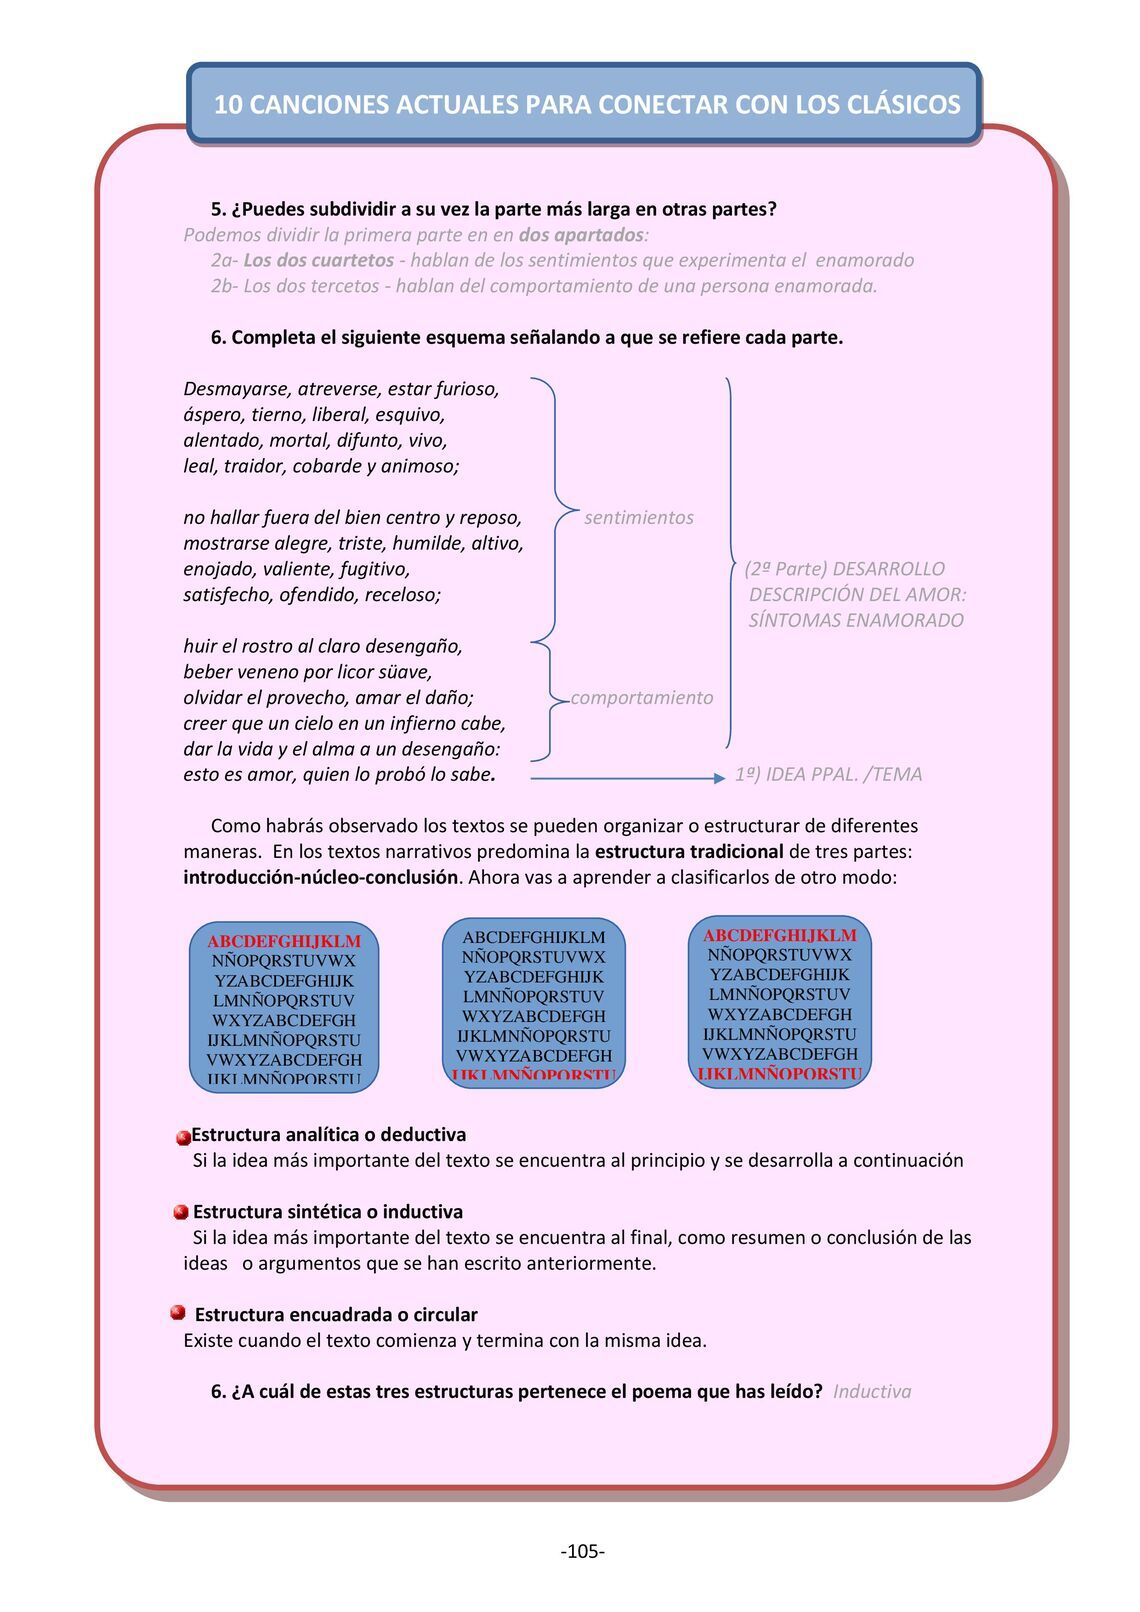 10 CANCIONES ACTUALES PARA CONECTAR CON LOS CLÁSICOS
5. ¿Puedes subdividir a su vez la parte más larga en otras partes?
Podemos dividir la primera parte en en dos apartados:
2a- Los dos cuartetos - hablan de los sentimientos que experimenta el enamorado
2b- Los dos tercetos - hablan del comportamiento de una persona enamorada.
6. Completa el siguiente esquema señalando a que se refiere cada parte.
Desmayarse, atreverse, estar furioso,
áspero, tierno, liberal, esquivo,
alentado, mortal, difunto, vivo,
leal, traidor, cobarde y animoso;
no hallar fuera del bien centro y reposo,
mostrarse alegre, triste, humilde, altivo,
enojado, valiente, fugitivo,
satisfecho, ofendido, receloso;
sentimientos
huir el rostro al claro desengaño,
beber veneno por licor süave,
olvidar el provecho, amar el daño;
creer que un cielo en un infierno cabe,
dar la vida y el alma a un desengaño:
esto es amor, quien lo probó lo sabe.
comportamiento
(2ª Parte) DESARROLLO
DESCRIPCIÓN DEL AMOR:
SÍNTOMAS ENAMORADO
1ª) IDEA PPAL. /TEMA
Como habrás observado los textos se pueden organizar o estructurar de diferentes
maneras. En los textos narrativos predomina la estructura tradicional de tres partes:
introducción-núcleo-conclusión. Ahora vas a aprender a clasificarlos de otro modo:
ABCDEFGHIJKLM
NÑOPQRSTUVWX
YZABCDEFGHIJK
LMNÑOPQRSTUV
WXYZABCDEFGH
IJKLMNÑOPQRSTU
VWXYZABCDEFGH
IJKLMNÑOPQRSTU
ABCDEFGHIJKLM
NÑOPQRSTUVWX
YZABCDEFGHIJK
LMNÑOPQRSTUV
WXYZABCDEFGH
IJKLMNÑOPQRSTU
VWXYZABCDEFGH
IJKLMNÑOPQRSTU
ABCDEFGHIJKLM
NÑOPQRSTUVWX
YZABCDEFGHIJK
LMNÑOPQRSTUV
WXYZABCDEFGH
IJKLMNÑOPQRSTU
VWXYZABCDEFGH
IJKLMNÑOPQRSTU
Estructura analítica o deductiva
Si la idea más importante del texto se encuentra al principio y se desarrolla a continuación
Estructura sintética o inductiva
Si la idea más importante del texto se encuentra al final, como resumen o conclusión de las
ideas o argumentos que se han escrito anteriormente.
Estructura encuadrada o circular
Existe cuando el texto comienza y termina con la misma idea.
6. ¿A cuál de estas tres estructuras pertenece el poema que has leído? Inductiva
-105-